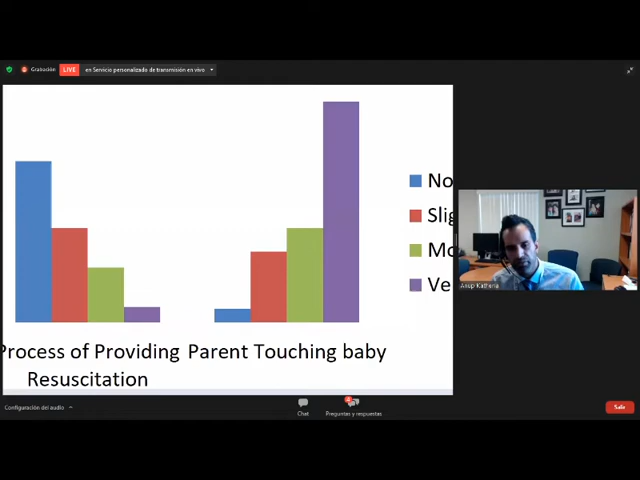 Grabación LIVE en Servicio personalizado de transmisión en vivo
No
Slig
Mo
Ve
Process of Providing Parent Touching baby
Resuscitation
Anup Katheria
Configuración del audio
Chat
Preguntas y respuestas
Salir